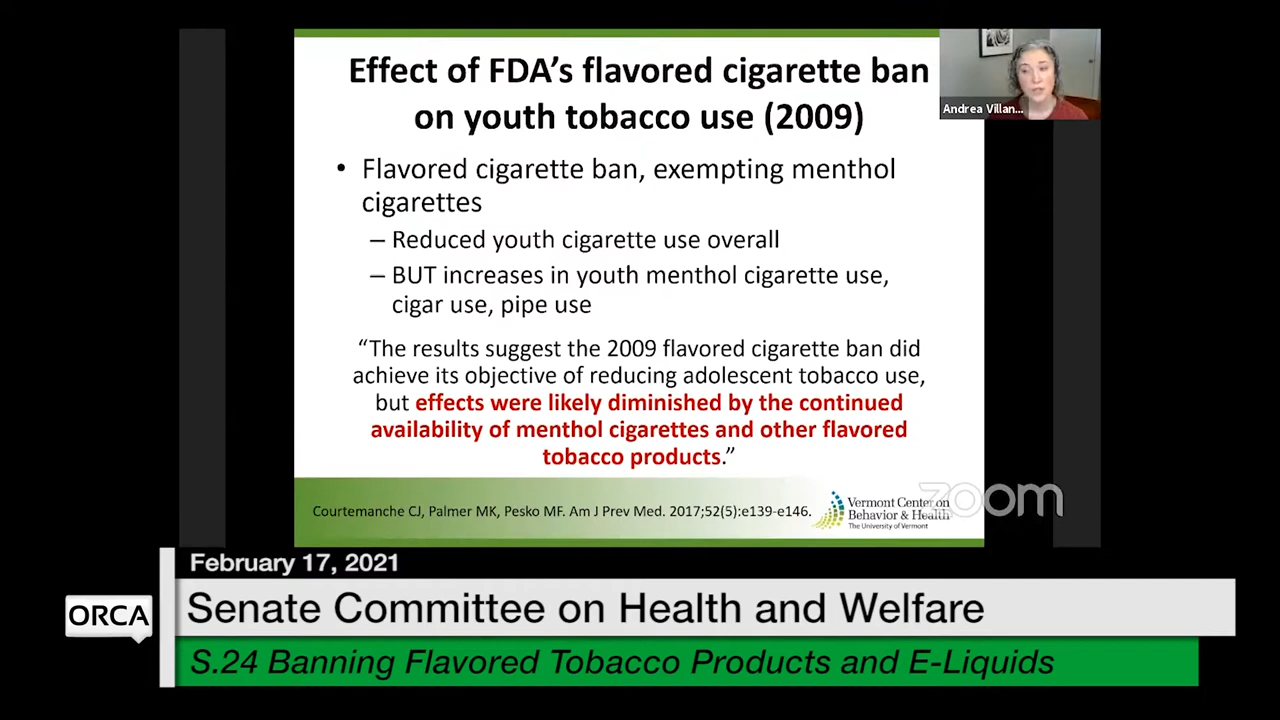 Effect of FDA's flavored cigarette ban
on youth tobacco use (2009)
• Flavored cigarette ban, exempting menthol
cigarettes
– Reduced youth cigarette use overall
– BUT increases in youth menthol cigarette use,
cigar use, pipe use
“The results suggest the 2009 flavored cigarette ban did
achieve its objective of reducing adolescent tobacco use,
but effects were likely diminished by the continued
availability of menthol cigarettes and other flavored
tobacco products.”
Courtemanche CJ, Palmer MK, Pesko MF. Am J Prev Med. 2017;52(5):e139-e146.
Vermont Center on
Behavior & Health
The University of Vermont
zoom
Andrea Villan...
February 17, 2021
ORCA
Senate Committee on Health and Welfare
S.24 Banning Flavored Tobacco Products and E-Liquids